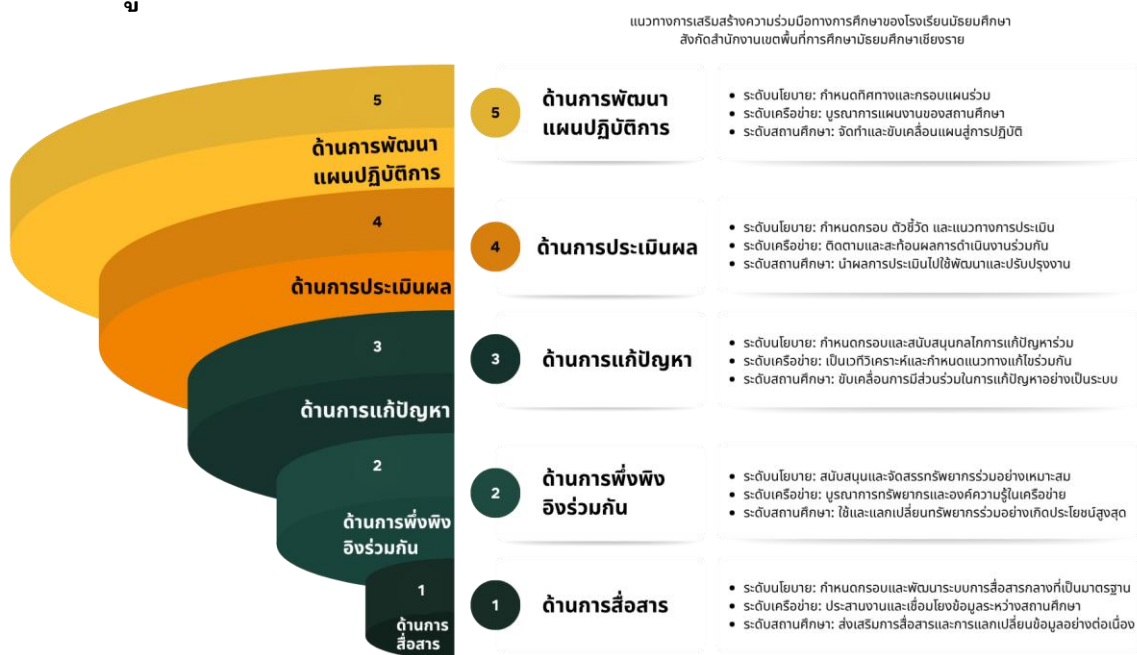 แนวทางการเสริมสร้างความร่วมมือทางการศึกษาของโรงเรียนมัธยมศึกษา
สังกัดสำนักงานเขตพื้นที่การศึกษามัธยมศึกษาเชียงราย
5
ด้านการพัฒนา
แผนปฏิบัติการ
4
ด้านการประเมินผล
3
ด้านการแก้ปัญหา
2
ด้านการพึ่งพิง
อิงร่วมกัน
1
ด้านการ
สื่อสาร
5
ด้านการพัฒนา
แผนปฏิบัติการ
• ระดับนโยบาย: กำหนดทิศทางและกรอบแผนร่วม
• ระดับเครือข่าย: บูรณาการแผนงานของสถานศึกษา
• ระดับสถานศึกษา: จัดทำและขับเคลื่อนแผนสู่การปฏิบัติ
4
ด้านการประเมินผล
• ระดับนโยบาย: กำหนดกรอบ ตัวชี้วัด และแนวทางการประเมิน
• ระดับเครือข่าย: ติดตามและสะท้อนผลการดำเนินงานร่วมกัน
• ระดับสถานศึกษา: นำผลการประเมินไปใช้พัฒนาและปรับปรุงงาน
3
ด้านการแก้ปัญหา
• ระดับนโยบาย: กำหนดกรอบและสนับสนุนกลไกการแก้ปัญหาร่วม
• ระดับเครือข่าย: เป็นเวทีวิเคราะห์และกำหนดแนวทางแก้ไขร่วมกัน
• ระดับสถานศึกษา: ขับเคลื่อนการมีส่วนร่วมในการแก้ปัญหาอย่างเป็นระบบ
2
ด้านการพึ่งพิง
อิงร่วมกัน
• ระดับนโยบาย: สนับสนุนและจัดสรรทรัพยากรร่วมอย่างเหมาะสม
• ระดับเครือข่าย: บูรณาการทรัพยากรและองค์ความรู้ในเครือข่าย
• ระดับสถานศึกษา: ใช้และแลกเปลี่ยนทรัพยากรร่วมอย่างเกิดประโยชน์สูงสุด
1
ด้านการสื่อสาร
• ระดับนโยบาย: กำหนดกรอบและพัฒนาระบบการสื่อสารกลางที่เป็นมาตรฐาน
• ระดับเครือข่าย: ประสานงานและเชื่อมโยงข้อมูลระหว่างสถานศึกษา
• ระดับสถานศึกษา: ส่งเสริมการสื่อสารและการแลกเปลี่ยนข้อมูลอย่างต่อเนื่อง